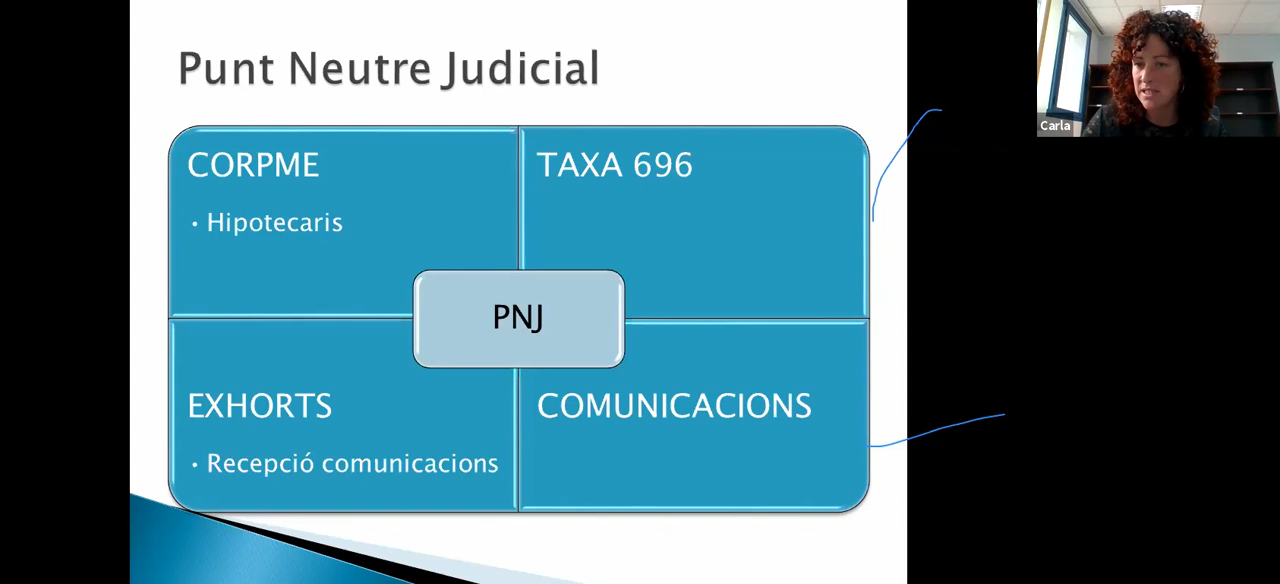 Punt Neutre Judicial
CORPME
• Hipotecaris
TAXA 696
PNJ
EXHORTS
• Recepció comunicacions
COMUNICACIONS
Carla